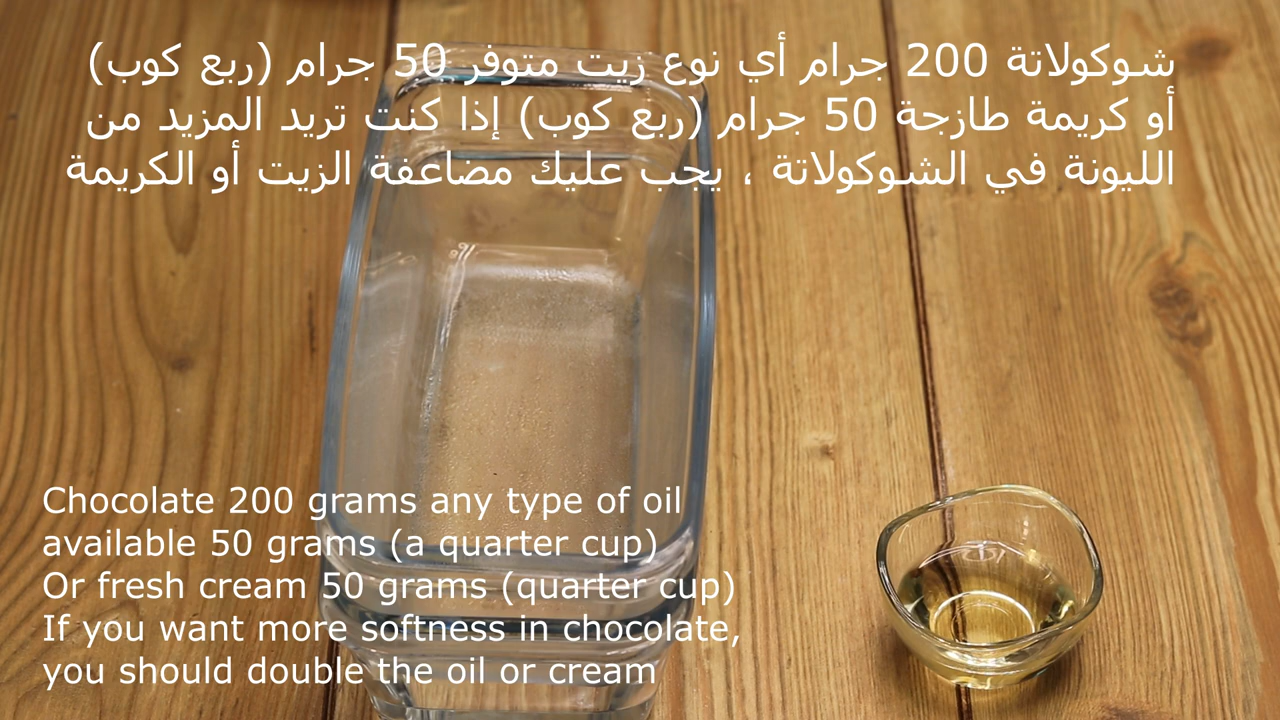 شوكولاتة 200 جرام أي نوع زيت متوفر 50 جرام (ربع كوب)
أو كريمة طازجة 50 جرام (ربع كوب) إذا كنت تريد المزيد من
الليونة في الشوكولاتة ، يجب عليك مضاعفة الزيت أو الكريمة
Chocolate 200 grams any type of oil
available 50 grams (a quarter cup)
Or fresh cream 50 grams (quarter cup)
If you want more softness in chocolate,
you should double the oil or cream